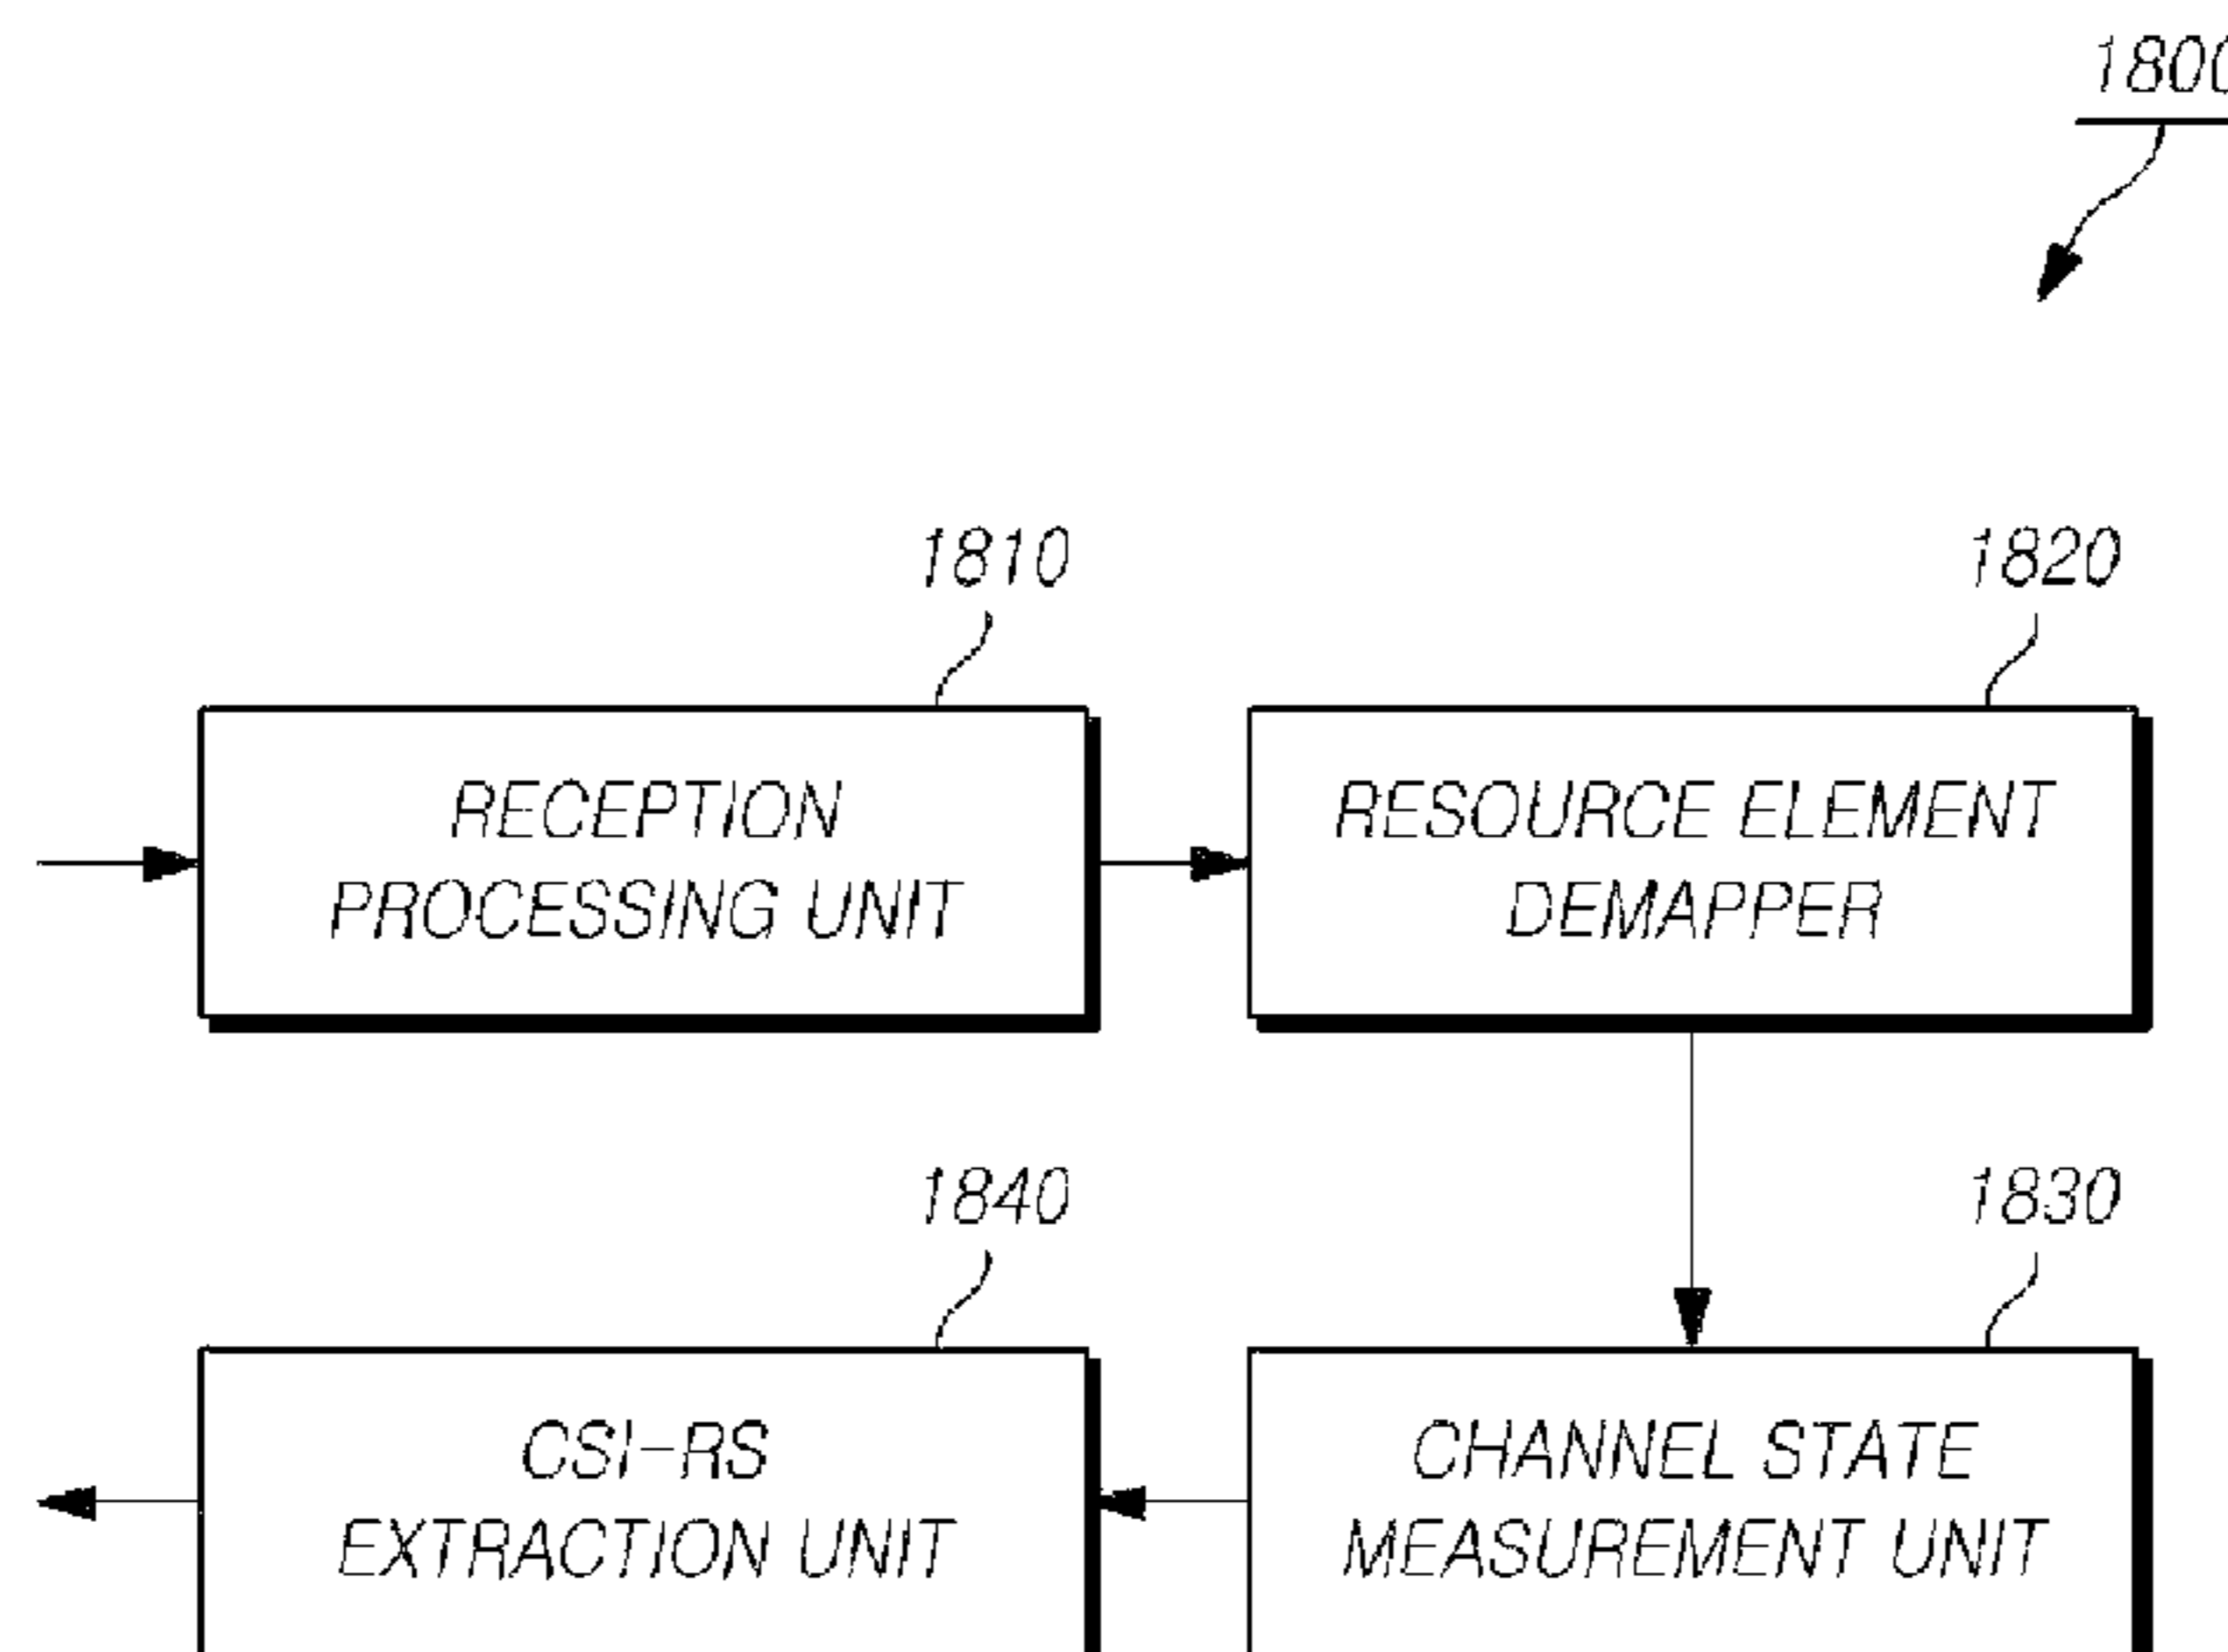 1800
1810
1820
RECEPTION
PROCESSING UNIT
RESOURCE ELEMENT
DEMAPPER
1840
1830
CSI-RS
EXTRACTION UNIT
CHANNEL STATE
MEASUREMENT UNIT